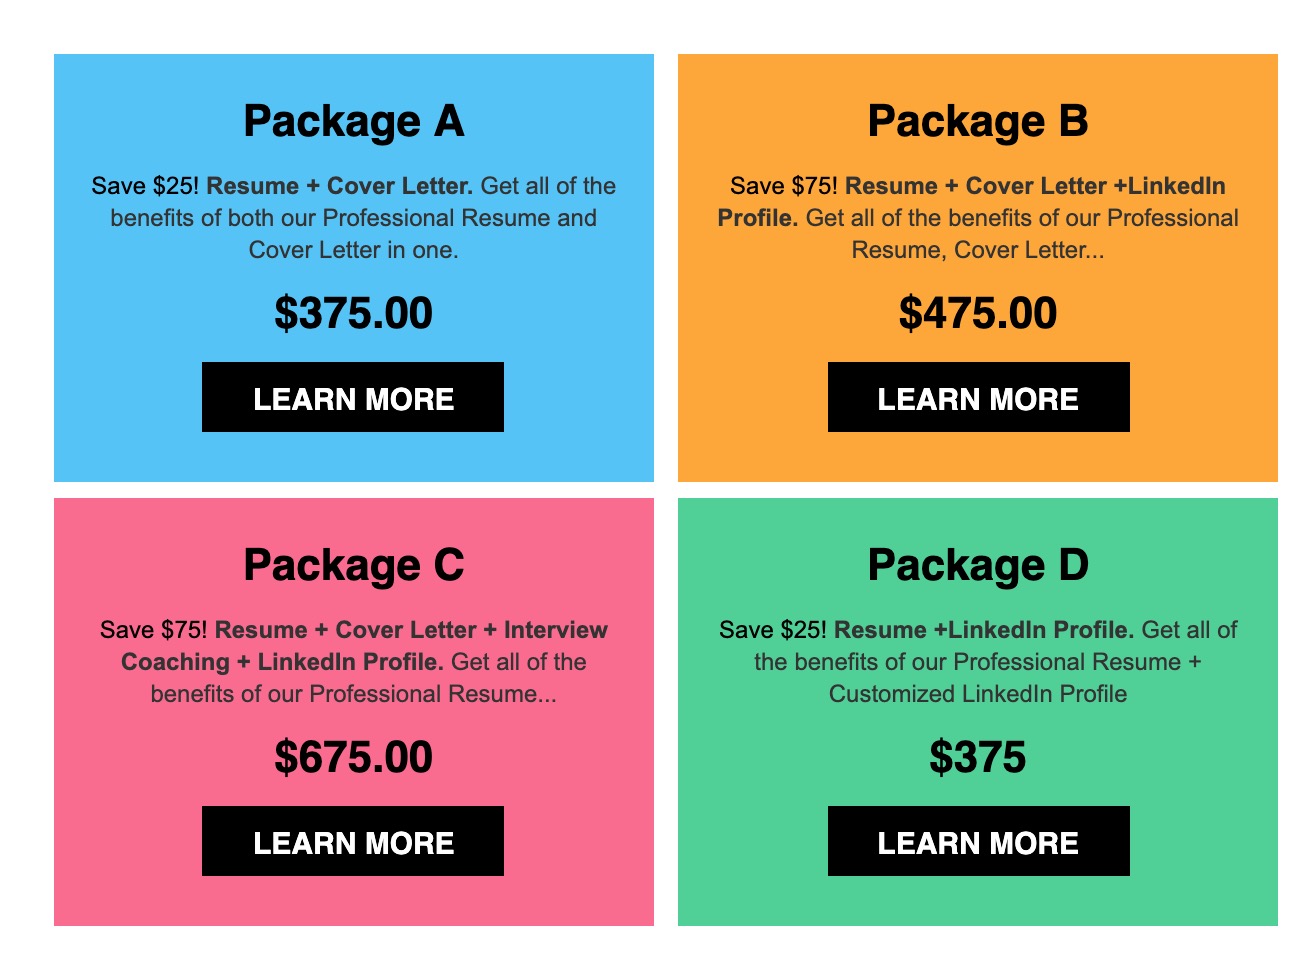 Package A
Save $25! Resume + Cover Letter. Get all of the
benefits of both our Professional Resume and
Cover Letter in one.
$375.00
LEARN MORE
Package B
Save $75! Resume + Cover Letter +LinkedIn
Profile. Get all of the benefits of our Professional
Resume, Cover Letter...
$475.00
LEARN MORE
Package C
Save $75! Resume + Cover Letter + Interview
Coaching + LinkedIn Profile. Get all of the
benefits of our Professional Resume...
$675.00
LEARN MORE
Package D
Save $25! Resume +LinkedIn Profile. Get all of
the benefits of our Professional Resume +
Customized LinkedIn Profile
$375
LEARN MORE